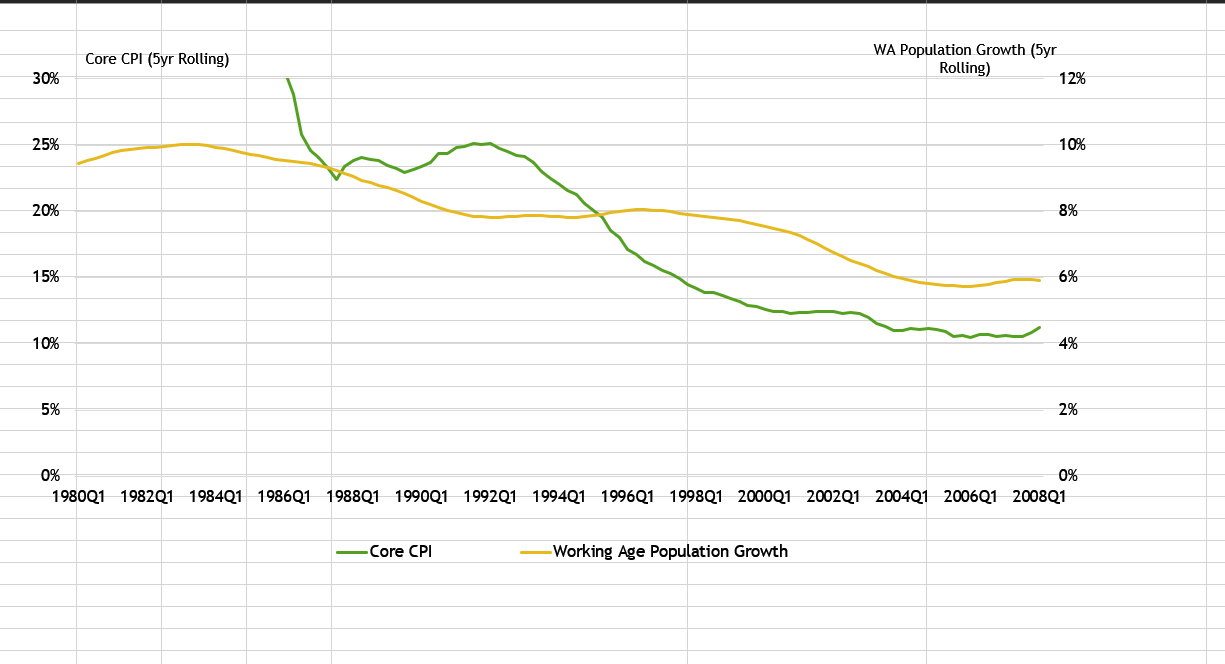 Core CPI (5yr Rolling)
WA Population Growth (5yr
Rolling)
30%
12%
25%
10%
20%
8%
15%
6%
10%
4%
5%
2%
0%
0%
1980Q1 1982Q1 1984Q1 1986Q1 1988Q1 1990Q1 1992Q1 1994Q1 1996Q1 1998Q1 2000Q1 2002Q1 2004Q1 2006Q1 2008Q1
Core CPI
Working Age Population Growth